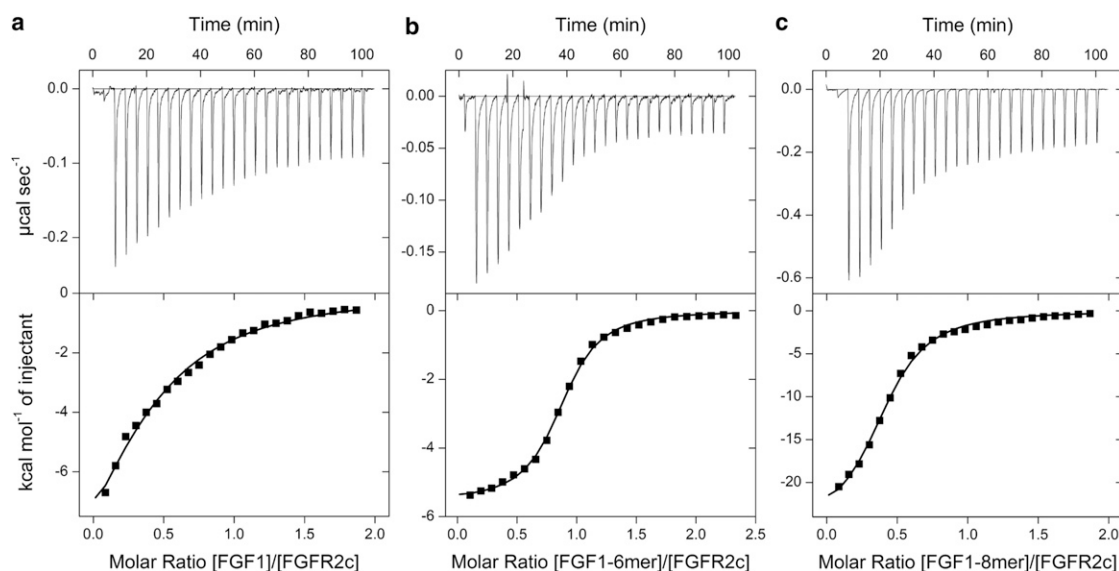 a
Time (min)
0 20 40 60 80 100
0.0
-0.1
-0.2
µcal sec⁻¹
0
-2
-4
-6
kcal mol⁻¹ of injectant
0.0 0.5 1.0 1.5 2.0
Molar Ratio [FGF1]/[FGFR2c]
b
Time (min)
0 20 40 60 80 100
0.00
-0.05
-0.10
-0.15
0
-2
-4
-6
0.0 0.5 1.0 1.5 2.0 2.5
Molar Ratio [FGF1-6mer]/[FGFR2c]
c
Time (min)
0 20 40 60 80 100
0.0
-0.2
-0.4
-0.6
0
-5
-10
-15
-20
0.0 0.5 1.0 1.5 2.0
Molar Ratio [FGF1-8mer]/[FGFR2c]